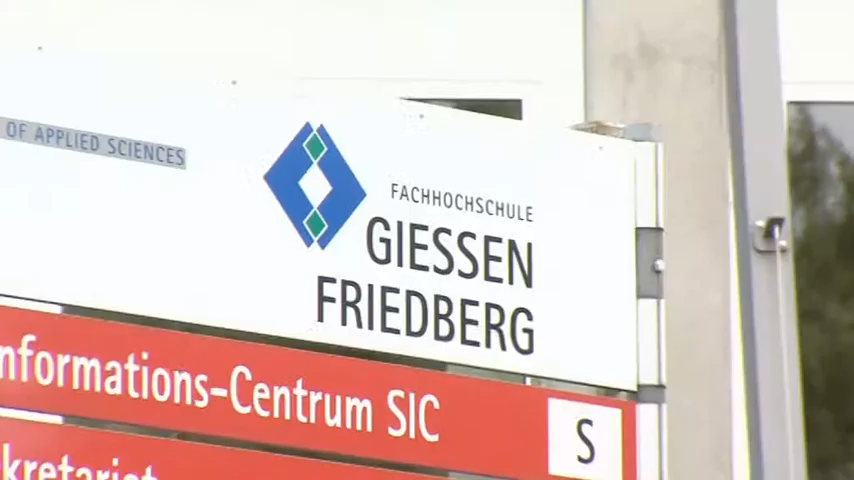 OF APPLIED SCIENCES
FACHHOCHSCHULE
GIESSEN
FRIEDBERG
nformations-Centrum SIC
S
kretariat